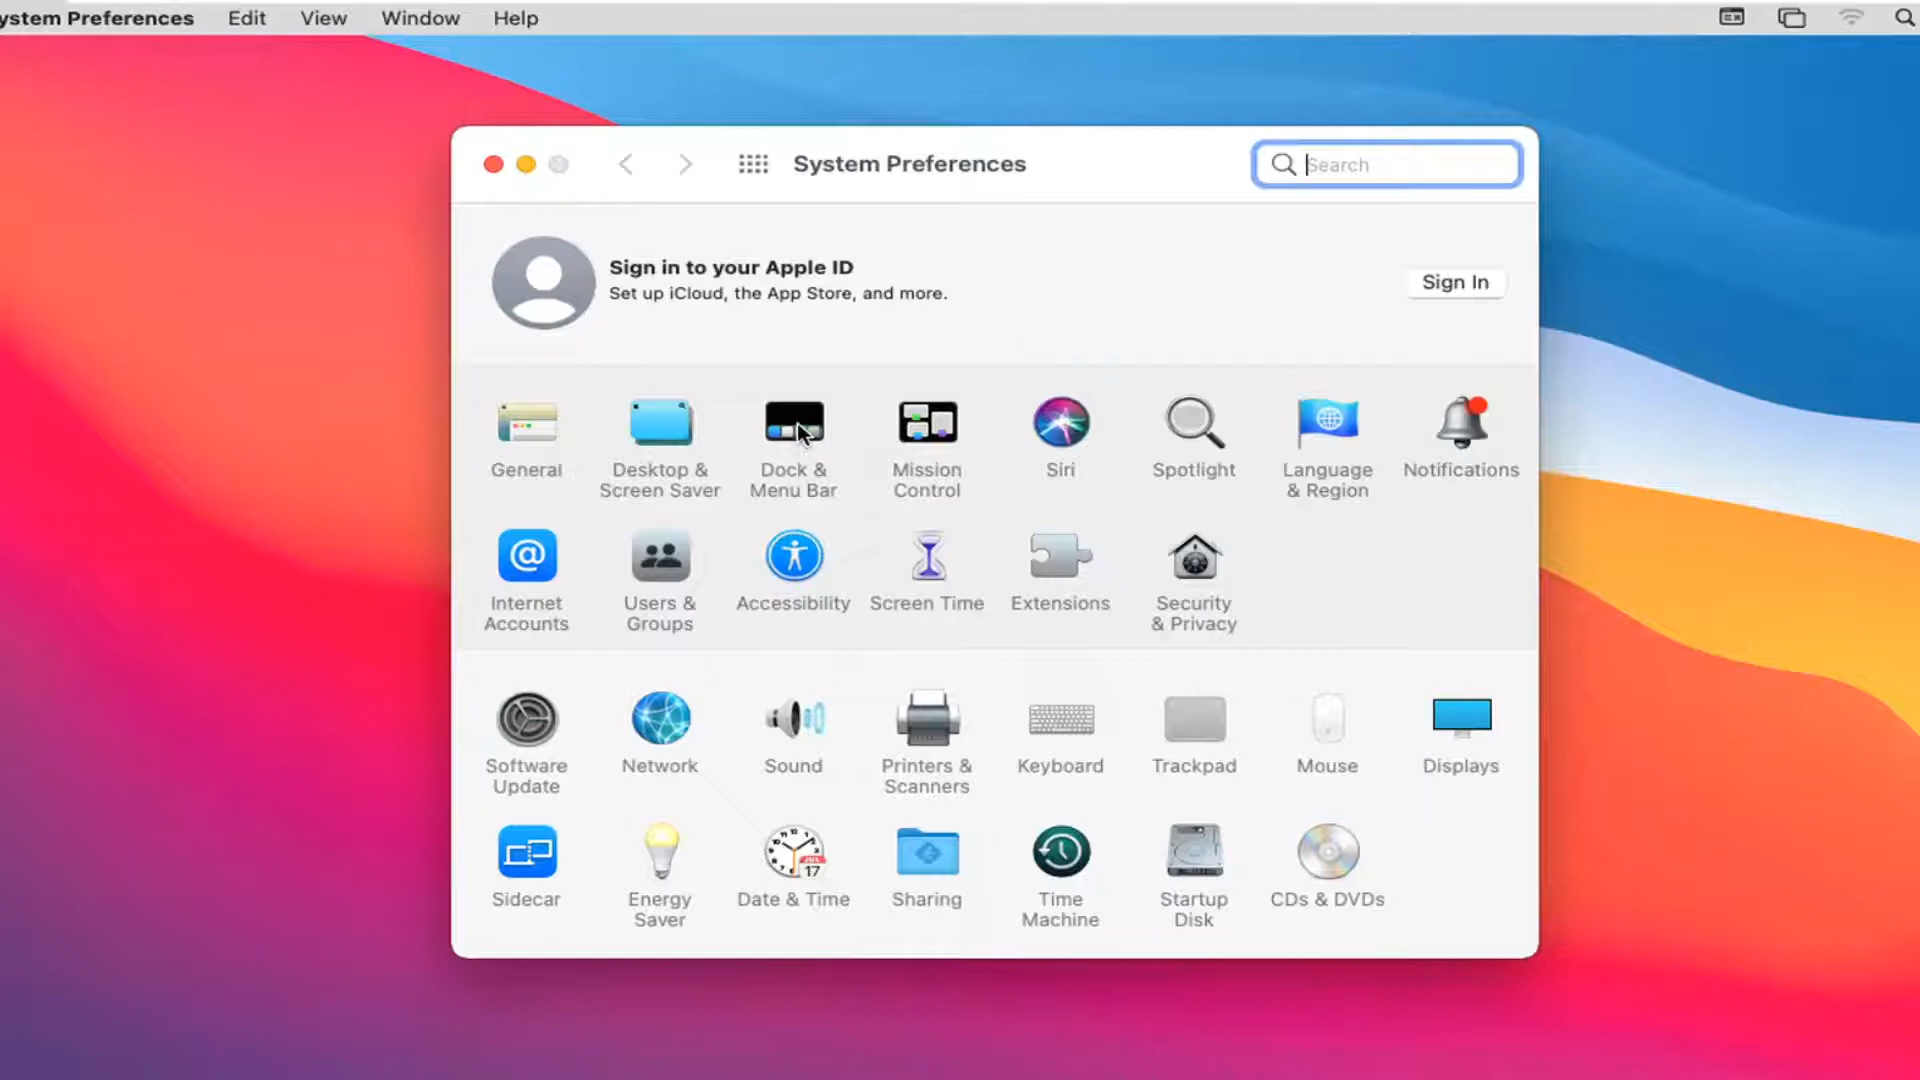 ystem Preferences Edit View Window Help
System Preferences
Search
Sign in to your Apple ID
Set up iCloud, the App Store, and more.
Sign In
General
Desktop &
Screen Saver
Dock &
Menu Bar
Mission
Control
Siri
Spotlight
Language
& Region
Notifications
Internet
Accounts
Users &
Groups
Accessibility
Screen Time
Extensions
Security
& Privacy
Software
Update
Network
Sound
Printers &
Scanners
Keyboard
Trackpad
Mouse
Displays
Sidecar
Energy
Saver
JUL
17
Date & Time
Sharing
Time
Machine
Startup
Disk
CDs & DVDs